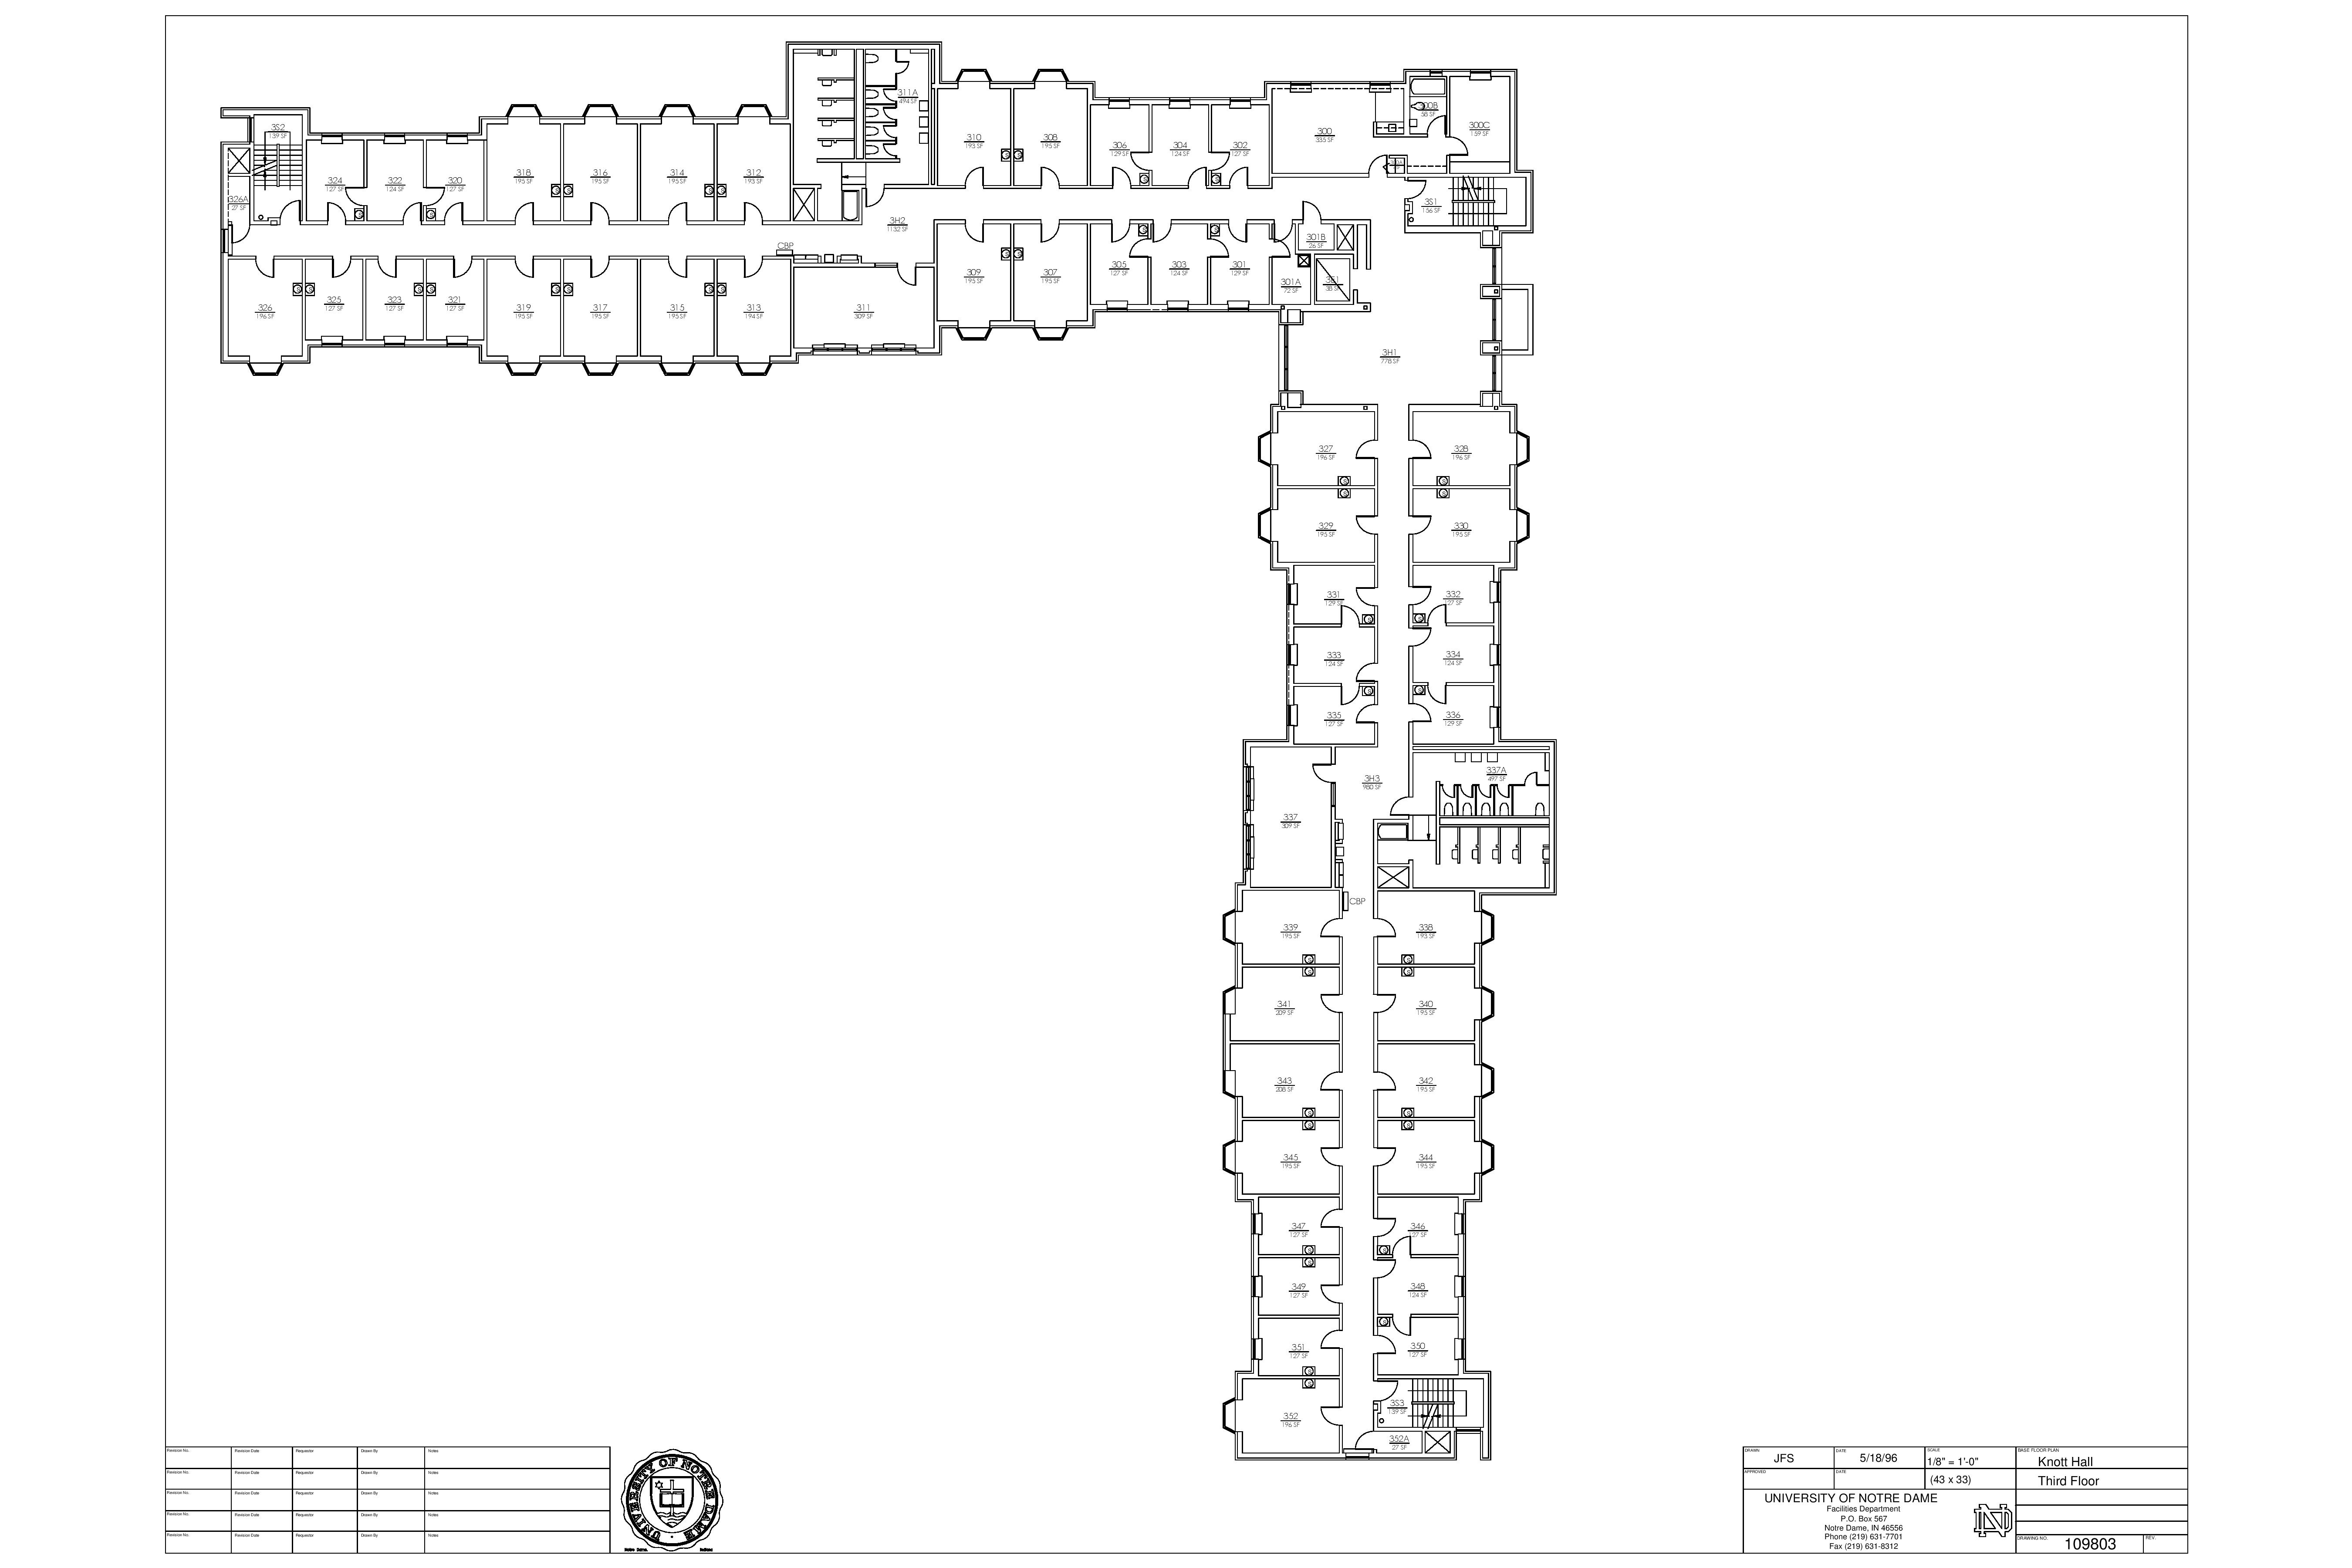 311A
494 SF
3S2
139 SF
310
193 SF
308
195 SF
306
129 SF
304
124 SF
302
127 SF
300
335 SF
300B
58 SF
300C
159 SF
324
127 SF
322
124 SF
320
127 SF
318
195 SF
316
195 SF
314
195 SF
312
193 SF
326A
27 SF
3S1
156 SF
3H2
1132 SF
CBP
301B
26 SF
326
196 SF
325
127 SF
323
127 SF
321
127 SF
319
195 SF
317
195 SF
315
195 SF
313
194 SF
311
309 SF
309
195 SF
307
195 SF
305
127 SF
303
124 SF
301
129 SF
301A
72 SF
38 SF
3H1
778 SF
327
196 SF
328
196 SF
329
195 SF
330
195 SF
331
129 SF
332
127 SF
333
124 SF
334
124 SF
335
127 SF
336
129 SF
3H3
980 SF
337A
497 SF
337
309 SF
CBP
339
195 SF
338
193 SF
341
209 SF
340
195 SF
343
208 SF
342
195 SF
345
195 SF
344
195 SF
347
127 SF
346
127 SF
349
127 SF
348
124 SF
351
127 SF
350
127 SF
352
196 SF
3S3
139 SF
352A
27 SF
Revision No. Revision Date Requestor Drawn By Notes
Revision No. Revision Date Requestor Drawn By Notes
Revision No. Revision Date Requestor Drawn By Notes
Revision No. Revision Date Requestor Drawn By Notes
Revision No. Revision Date Requestor Drawn By Notes
UNIVERSITY OF NOTRE DAME
Notre Dame, Indiana
DRAWN JFS DATE 5/18/96 SCALE 1/8" = 1'-0" BASE FLOOR PLAN Knott Hall
APPROVED DATE (43 x 33) Third Floor
UNIVERSITY OF NOTRE DAME
Facilities Department
P.O. Box 567
Notre Dame, IN 46556
Phone (219) 631-7701
Fax (219) 631-8312
ND
DRAWING NO. 109803 REV.